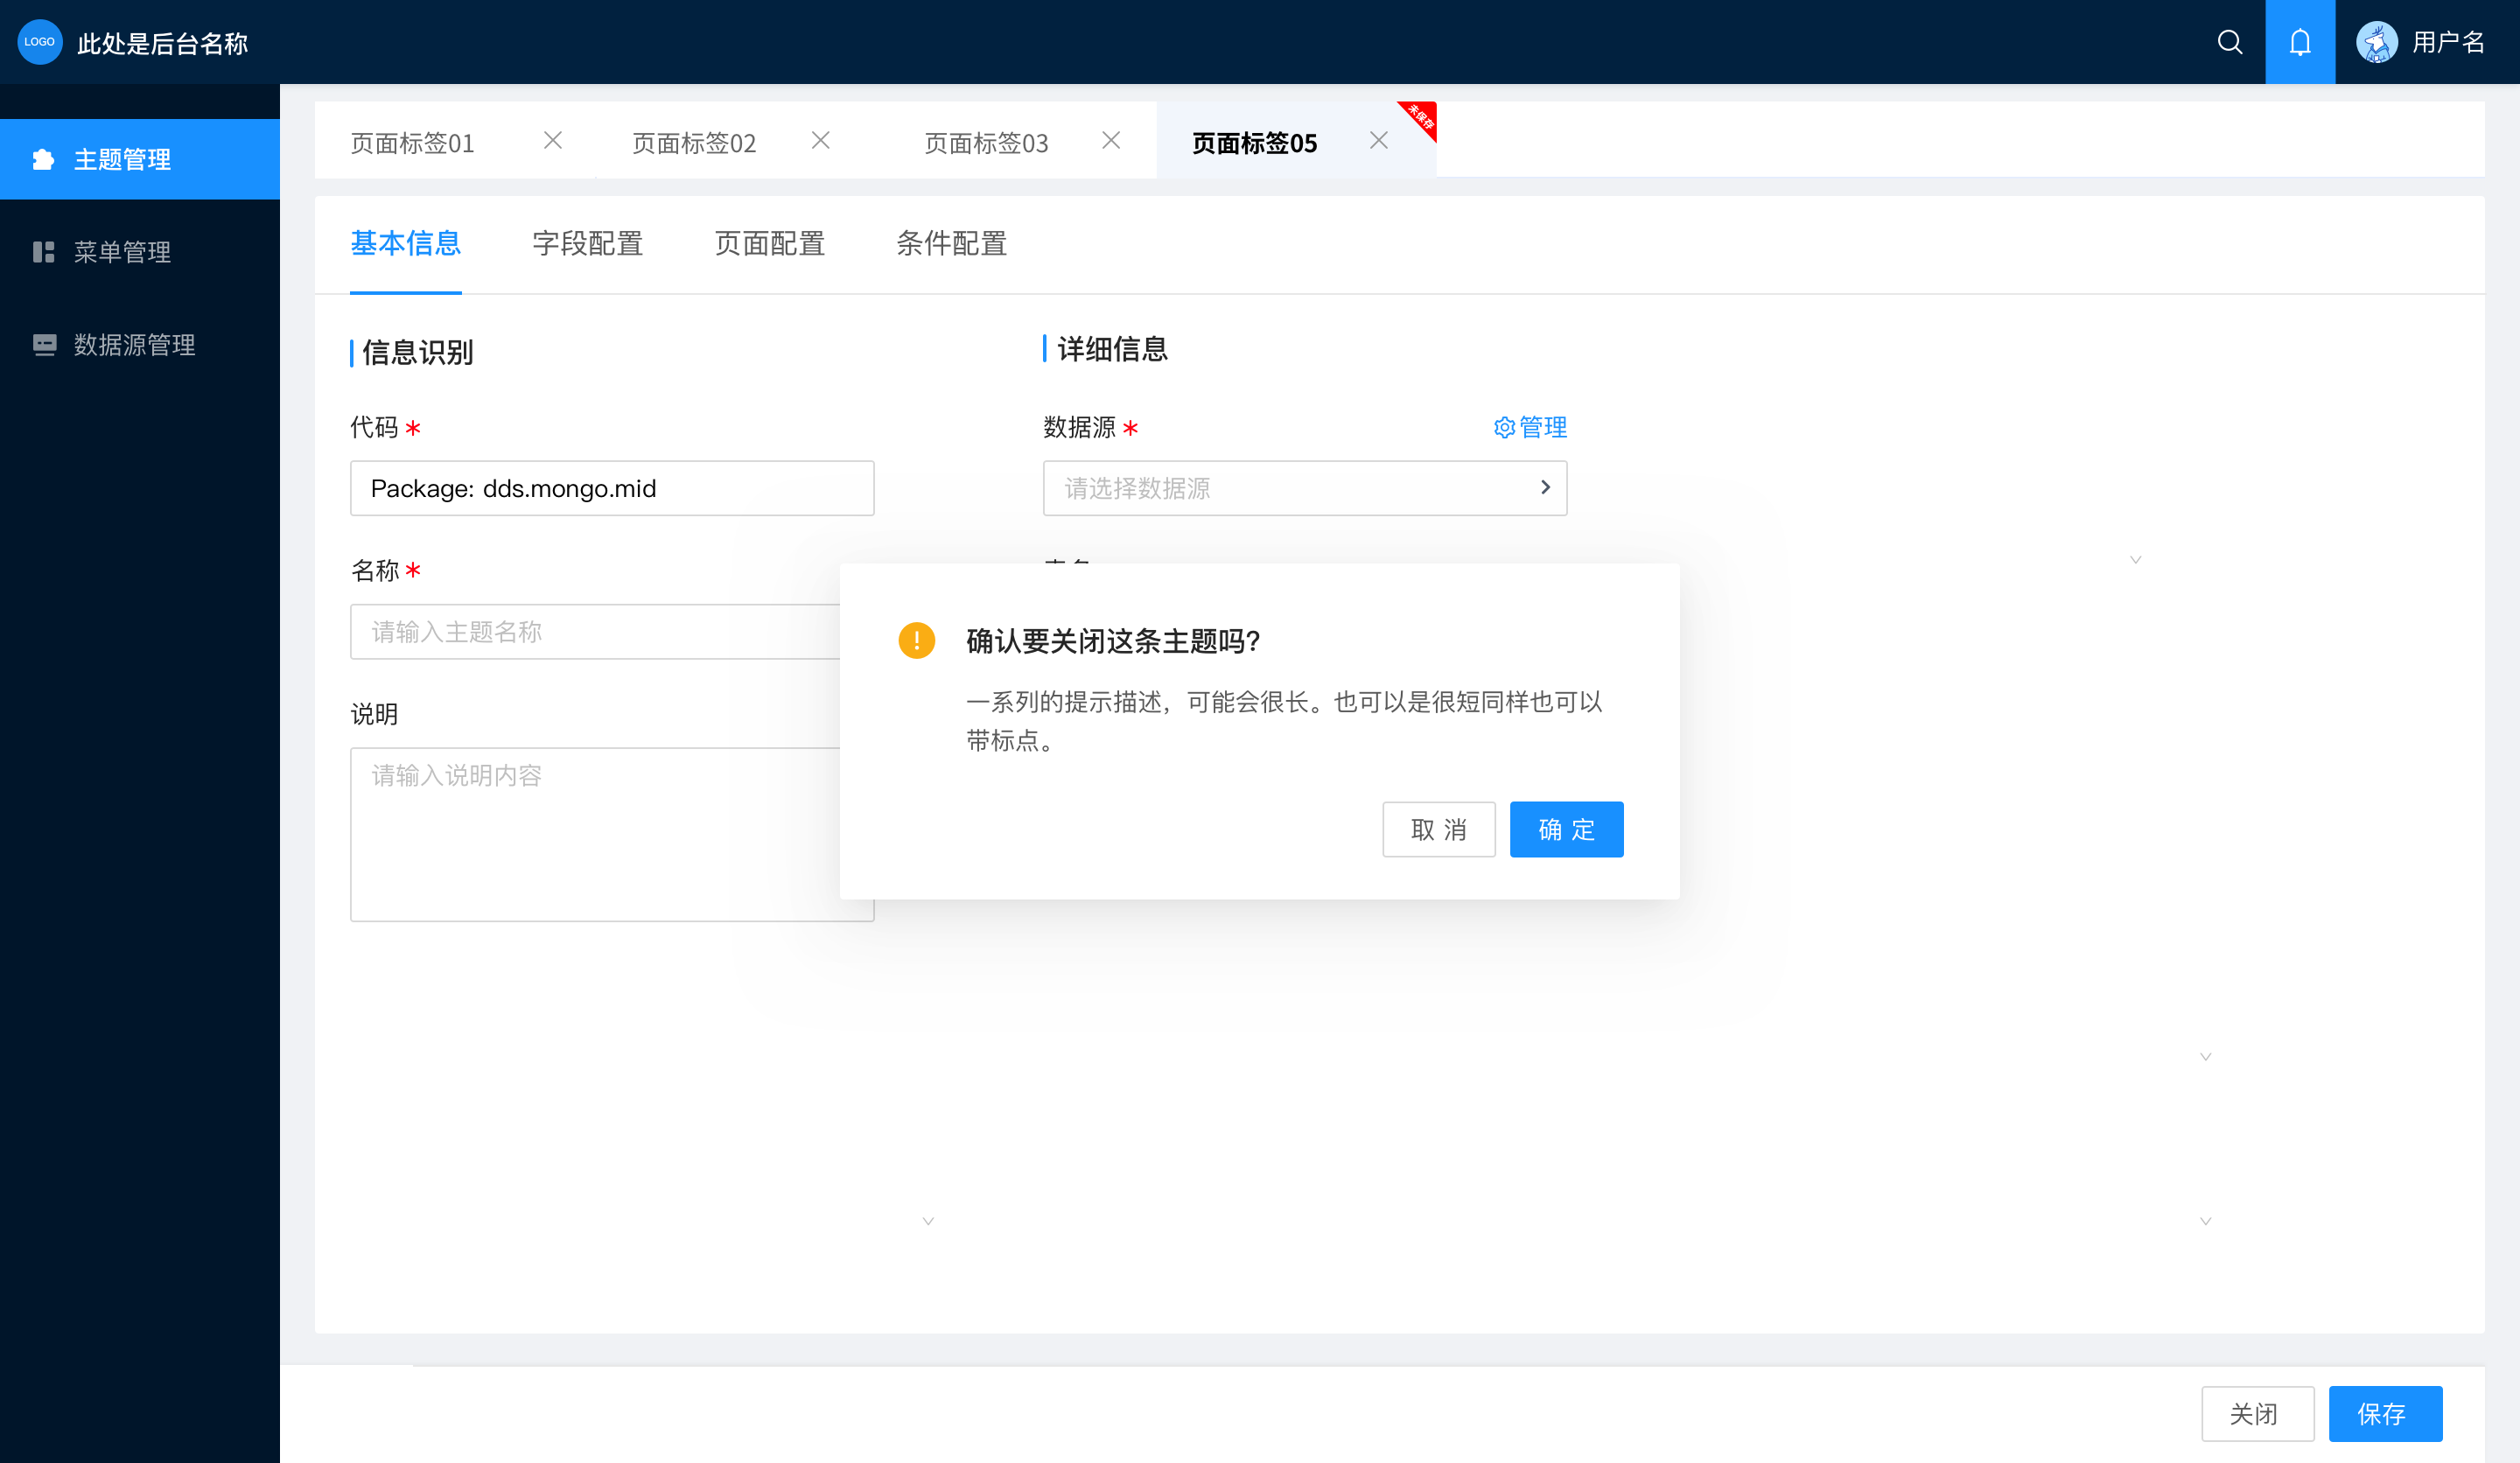 LOGO 此处是后台名称
用户名
主题管理
菜单管理
数据源管理
页面标签01
页面标签02
页面标签03
页面标签05
未保存
基本信息
字段配置
页面配置
条件配置
信息识别
代码 *
Package: dds.mongo.mid
名称 *
请输入主题名称
说明
请输入说明内容
详细信息
数据源 *
管理
请选择数据源
确认要关闭这条主题吗?
一系列的提示描述，可能会很长。也可以是很短同样也可以
带标点。
取 消
确 定
关闭
保存